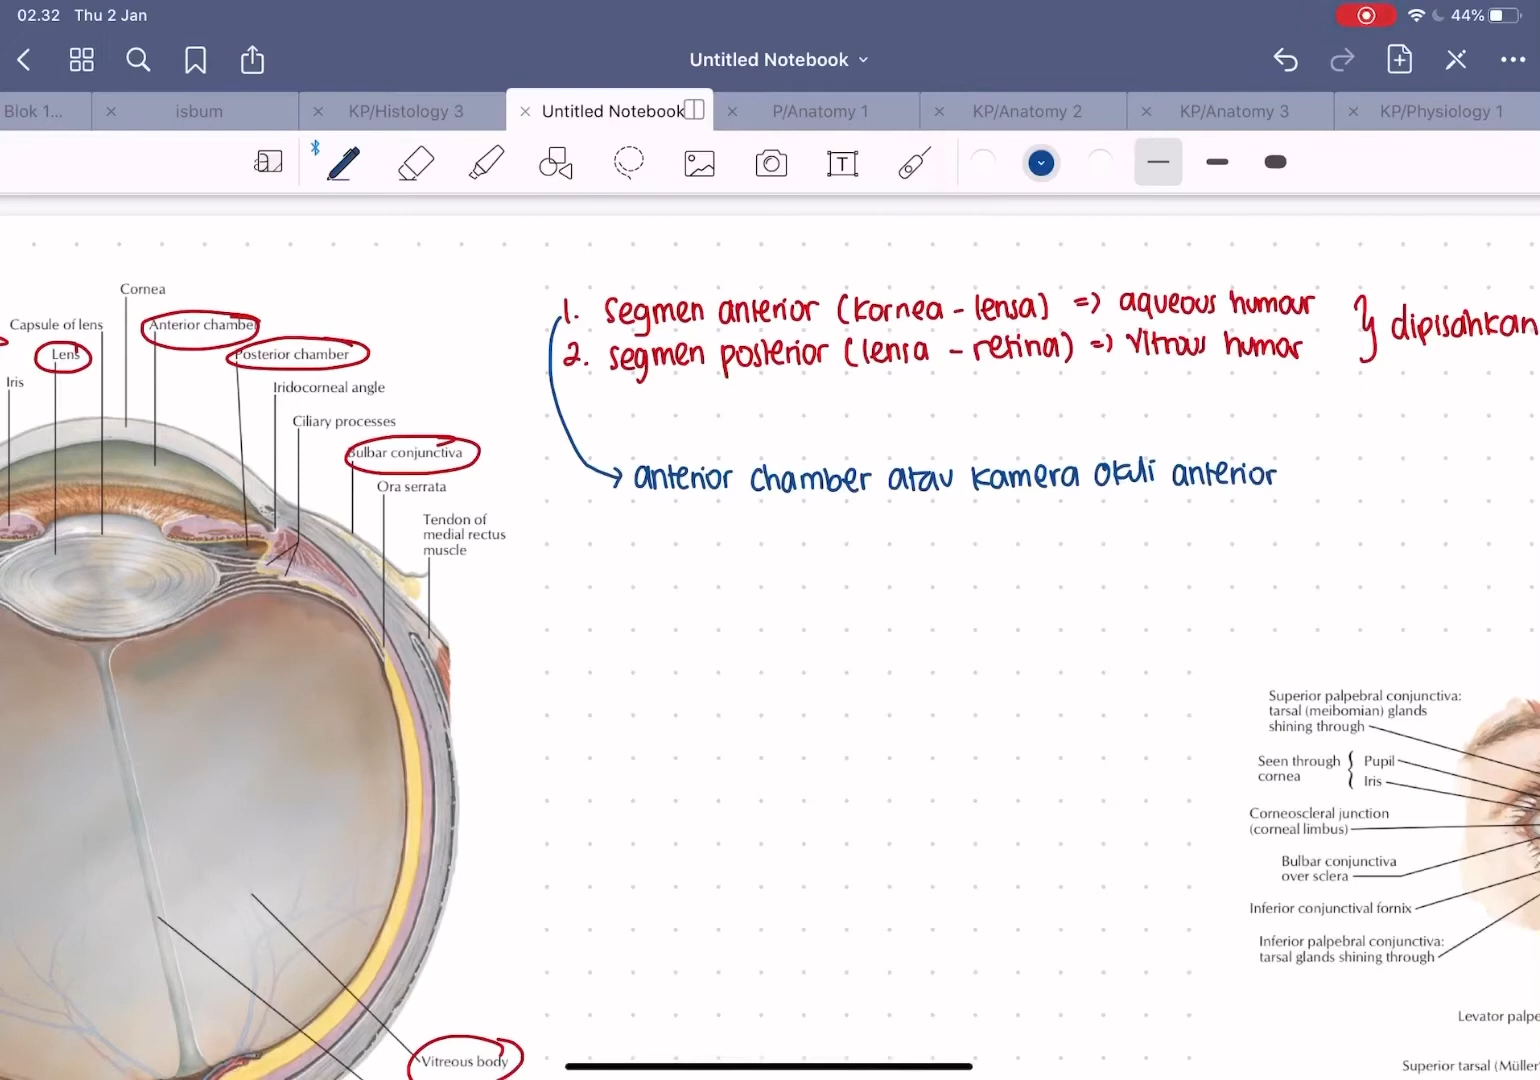 02.32 Thu 2 Jan
44%
Untitled Notebook
Blok 1...
isbum
KP/Histology 3
Untitled Notebook
P/Anatomy 1
KP/Anatomy 2
KP/Anatomy 3
KP/Physiology 1
T
Cornea
Capsule of lens
Anterior chamber
Lens
Posterior chamber
Iris
Iridocorneal angle
Ciliary processes
Bulbar conjunctiva
Ora serrata
Tendon of
medial rectus
muscle
Vitreous body
1. Segmen anterior (kornea - lensa) => aqueous humour
2. segmen posterior (lensa - retina) => vitrous humor
} dipisahkan
→ anterior chamber atau kamera okuli anterior
Superior palpebral conjunctiva:
tarsal (meibomian) glands
shining through
Seen through
cornea
{ Pupil
Iris
Corneoscleral junction
(corneal limbus)
Bulbar conjunctiva
over sclera
Inferior conjunctival fornix
Inferior palpebral conjunctiva:
tarsal glands shining through
Levator palpe
Superior tarsal (Müller